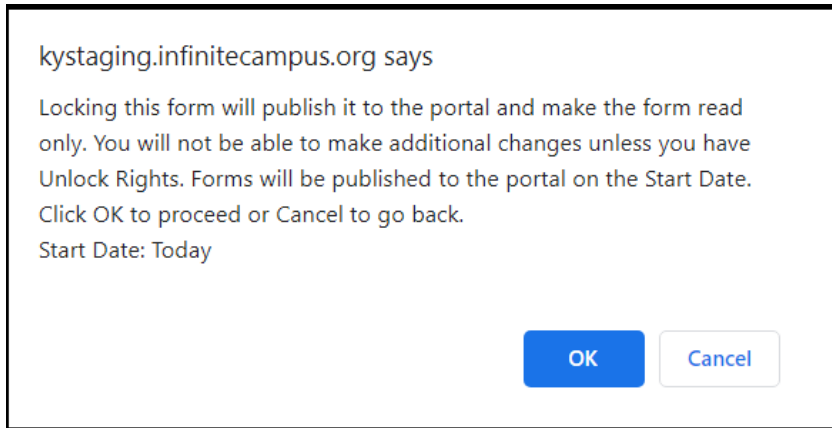 kystaging.infinitecampus.org says
Locking this form will publish it to the portal and make the form read
only. You will not be able to make additional changes unless you have
Unlock Rights. Forms will be published to the portal on the Start Date.
Click OK to proceed or Cancel to go back.
Start Date: Today
OK Cancel